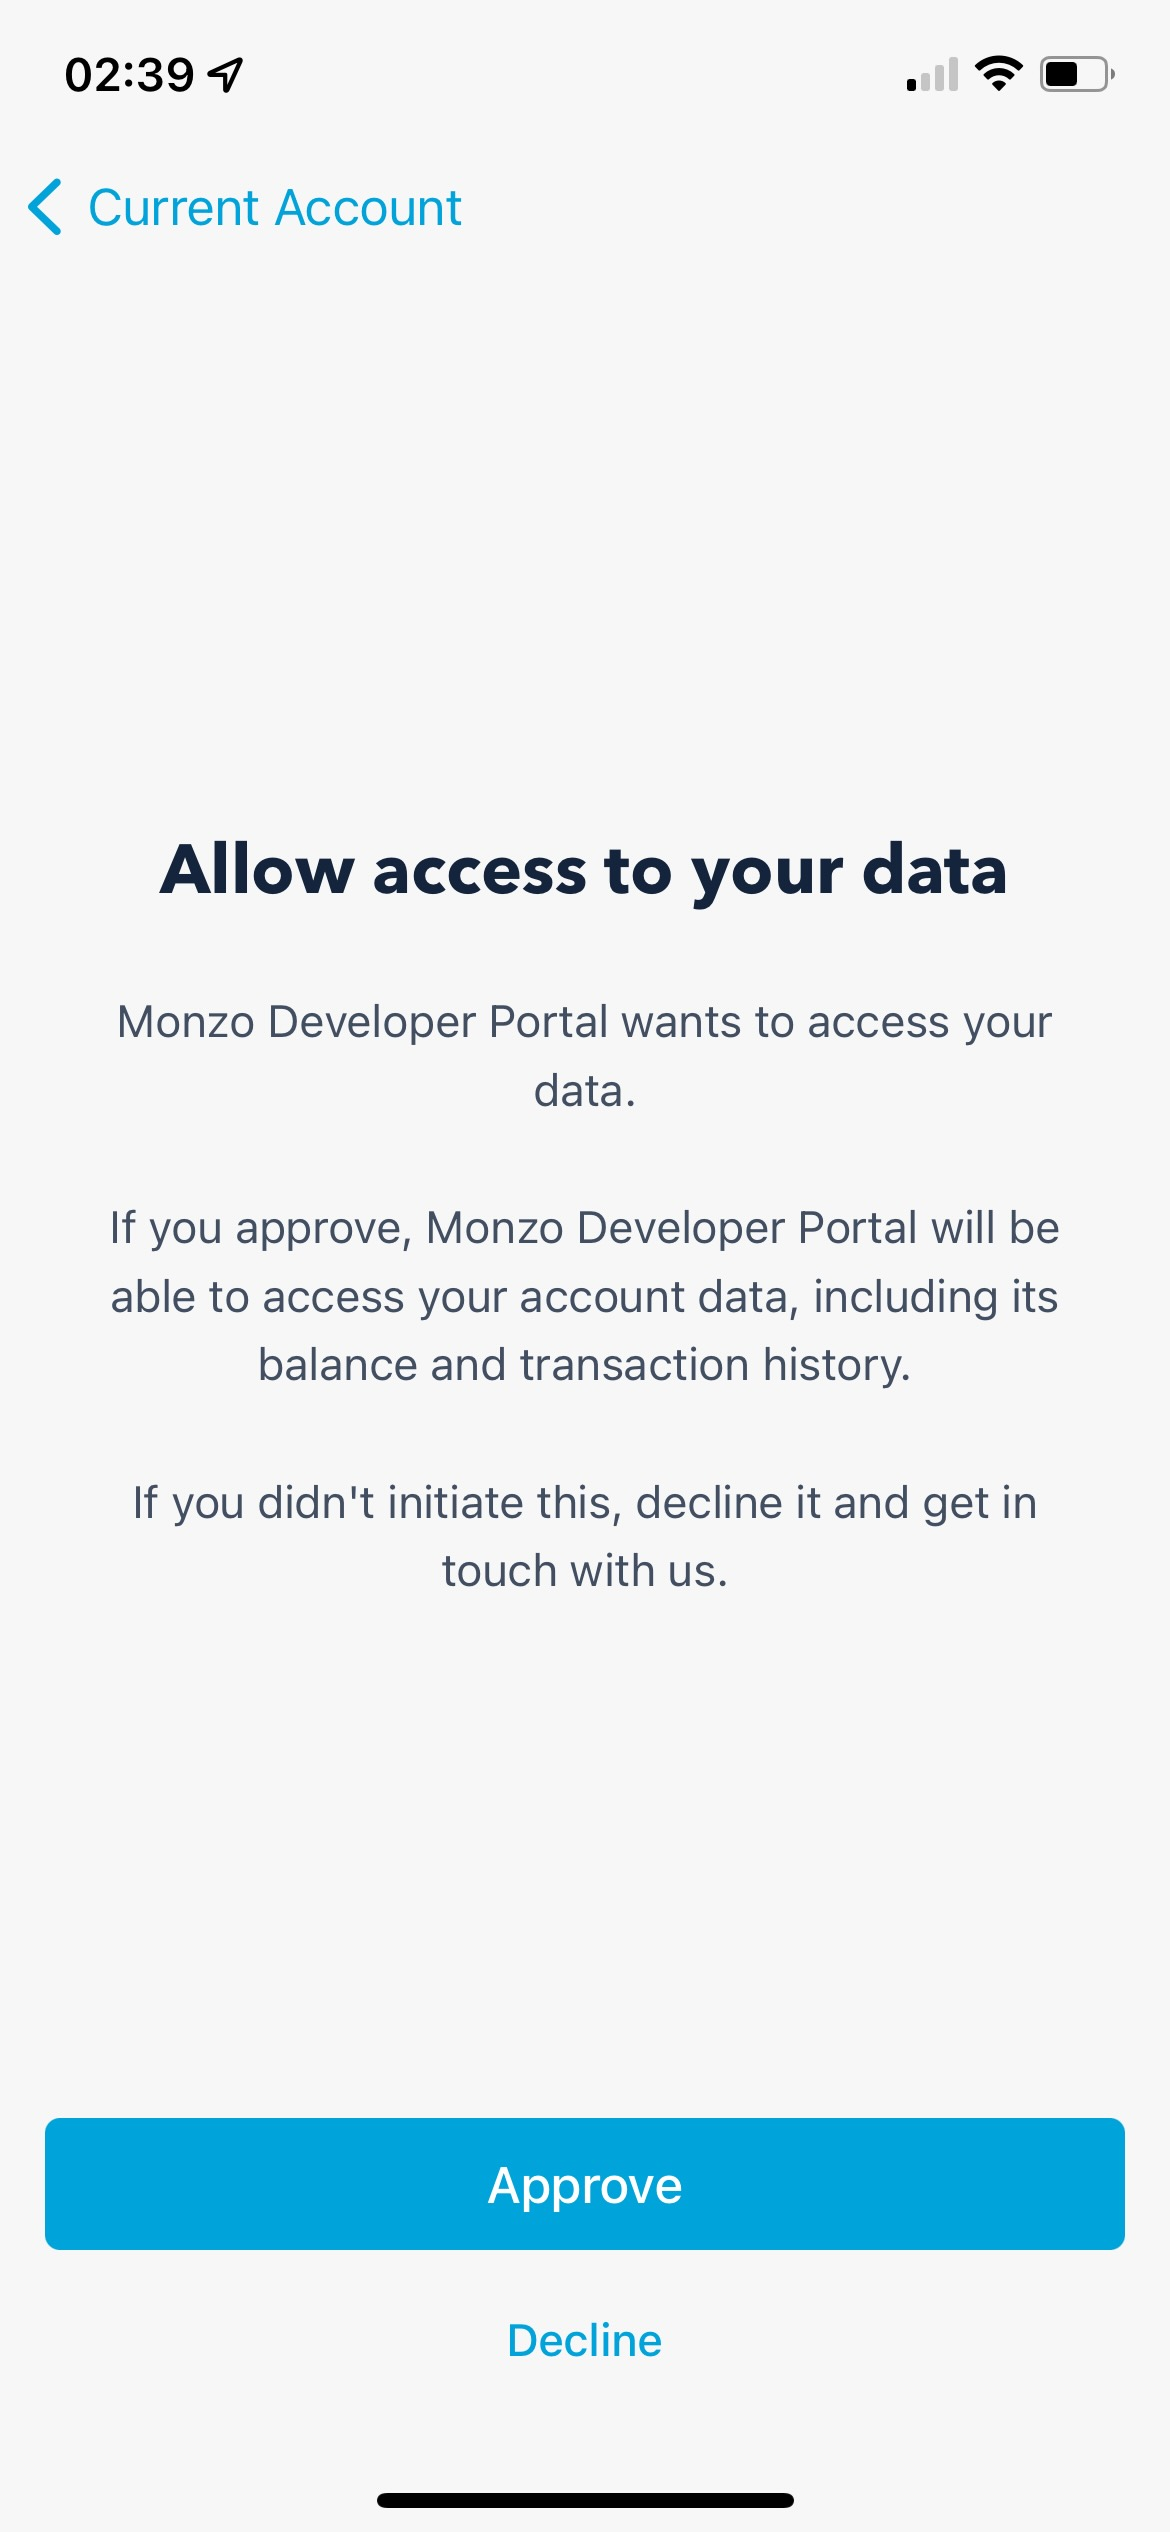 02:39
Current Account
Allow access to your data
Monzo Developer Portal wants to access your
data.
If you approve, Monzo Developer Portal will be
able to access your account data, including its
balance and transaction history.
If you didn't initiate this, decline it and get in
touch with us.
Approve
Decline